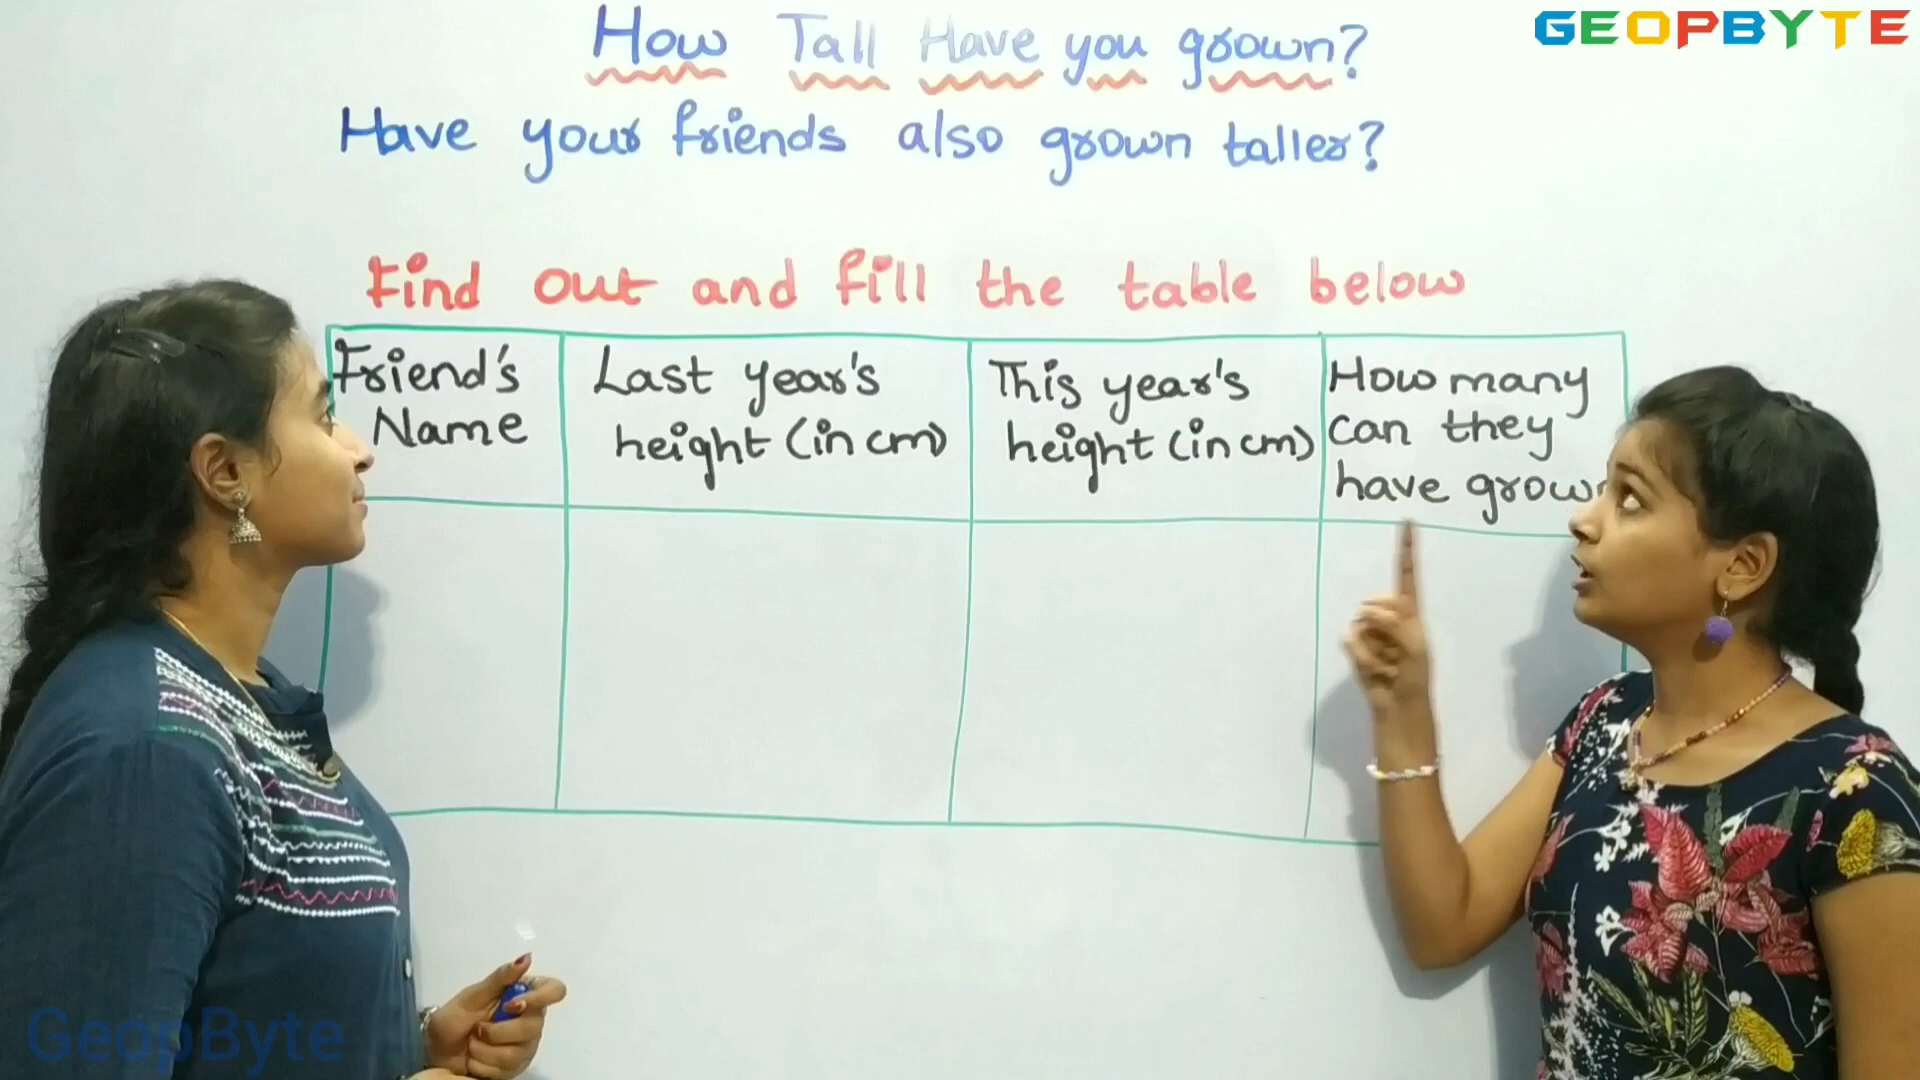 GEOPBYTE
How Tall Have you grown?
Have your friends also grown taller?
Find out and fill the table below
Friend's
Name
Last year's
height (in cm)
This year's
height (in cm)
How many
can they
have grown
GeopByte